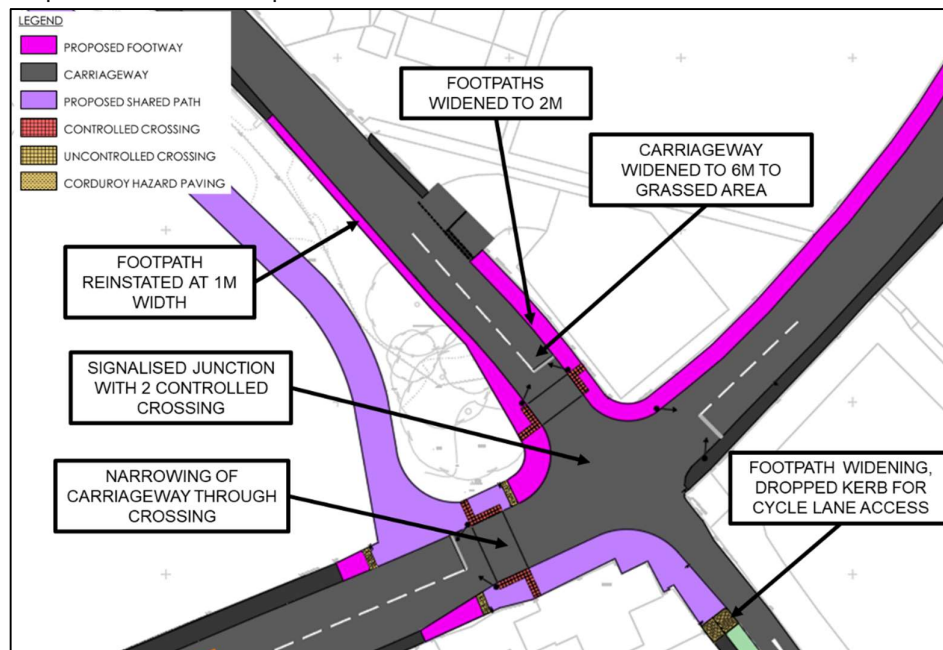 LEGEND
PROPOSED FOOTWAY
CARRIAGEWAY
PROPOSED SHARED PATH
CONTROLLED CROSSING
UNCONTROLLED CROSSING
CORDUROY HAZARD PAVING
FOOTPATHS
WIDENED TO 2M
CARRIAGEWAY
WIDENED TO 6M TO
GRASSED AREA
FOOTPATH
REINSTATED AT 1M
WIDTH
SIGNALISED JUNCTION
WITH 2 CONTROLLED
CROSSING
NARROWING OF
CARRIAGEWAY THROUGH
CROSSING
FOOTPATH WIDENING,
DROPPED KERB FOR
CYCLE LANE ACCESS